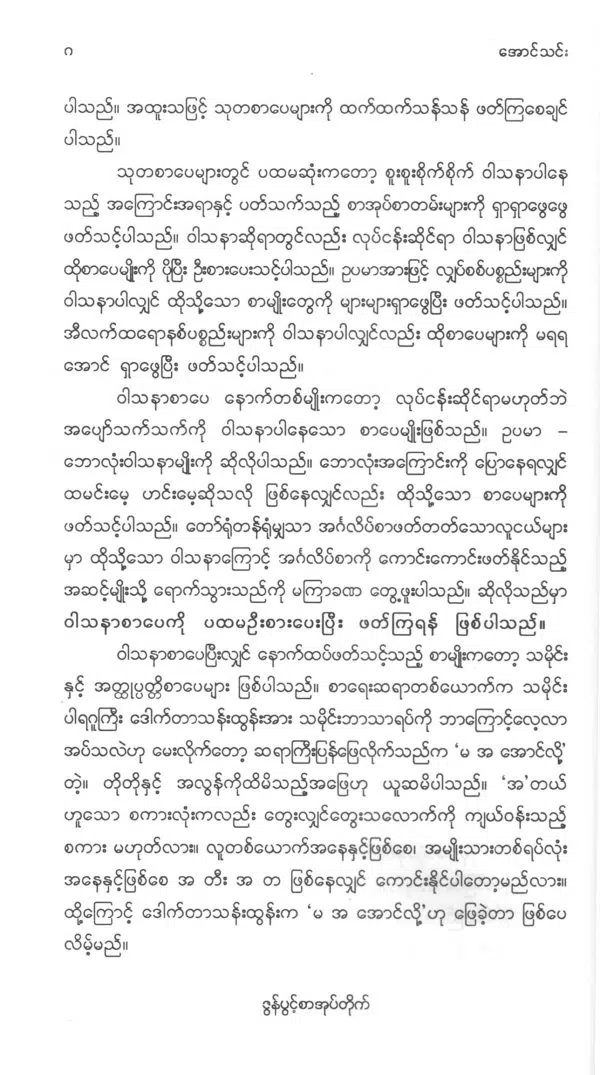 ၈ အောင်သင်း
ပါသည်။ အထူးသဖြင့် သုတစာပေများကို ထက်ထက်သန်သန် ဖတ်ကြစေချင်
ပါသည်။
သုတစာပေများတွင် ပထမဆုံးကတော့ စူးစူးစိုက်စိုက် ဝါသနာပါနေ
သည့် အကြောင်းအရာနှင့် ပတ်သက်သည့် စာအုပ်စာတမ်းများကို ရှာရှာဖွေဖွေ
ဖတ်သင့်ပါသည်။ ဝါသနာဆိုရာတွင်လည်း လုပ်ငန်းဆိုင်ရာ ဝါသနာဖြစ်လျှင်
ထိုစာပေမျိုးကို ပိုပြီး ဦးစားပေးသင့်ပါသည်။ ဥပမာအားဖြင့် လျှပ်စစ်ပစ္စည်းများကို
ဝါသနာပါလျှင် ထိုသို့သော စာမျိုးတွေကို များများရှာဖွေပြီး ဖတ်သင့်ပါသည်။
အီလက်ထရောနစ်ပစ္စည်းများကို ဝါသနာပါလျှင်လည်း ထိုစာပေများကို မရရ
အောင် ရှာဖွေပြီး ဖတ်သင့်ပါသည်။
ဝါသနာစာပေ နောက်တစ်မျိုးကတော့ လုပ်ငန်းဆိုင်ရာမဟုတ်ဘဲ
အပျော်သက်သက်ကို ဝါသနာပါနေသော စာပေမျိုးဖြစ်သည်။ ဥပမာ –
ဘောလုံးဝါသနာမျိုးကို ဆိုလိုပါသည်။ ဘောလုံးအကြောင်းကို ပြောနေရလျှင်
ထမင်းမေ့ ဟင်းမေ့ဆိုသလို ဖြစ်နေလျှင်လည်း ထိုသို့သော စာပေများကို
ဖတ်သင့်ပါသည်။ တော်ရုံတန်ရုံမျှသာ အင်္ဂလိပ်စာဖတ်တတ်သောလူငယ်များ
မှာ ထိုသို့သော ဝါသနာကြောင့် အင်္ဂလိပ်စာကို ကောင်းကောင်းဖတ်နိုင်သည့်
အဆင့်မျိုးသို့ ရောက်သွားသည်ကို မကြာခဏ တွေ့ဖူးပါသည်။ ဆိုလိုသည်မှာ
ဝါသနာစာပေကို ပထမဦးစားပေးပြီး ဖတ်ကြရန် ဖြစ်ပါသည်။
ဝါသနာစာပေပြီးလျှင် နောက်ထပ်ဖတ်သင့်သည့် စာမျိုးကတော့ သမိုင်း
နှင့် အတ္ထုပ္ပတ္တိစာပေများ ဖြစ်ပါသည်။ စာရေးဆရာတစ်ယောက်က သမိုင်း
ပါရဂူကြီး ဒေါက်တာသန်းထွန်းအား သမိုင်းဘာသာရပ်ကို ဘာကြောင့်လေ့လာ
အပ်သလဲဟု မေးလိုက်တော့ ဆရာကြီးပြန်ဖြေလိုက်သည်က ‘မ အ အောင်လို့’
တဲ့။ တိုတိုနှင့် အလွန်ကိုထိမိသည့်အဖြေဟု ယူဆမိပါသည်။ ‘အ’တယ်
ဟူသော စကားလုံးကလည်း တွေးလျှင်တွေးသလောက်ကို ကျယ်ဝန်းသည့်
စကား မဟုတ်လား။ လူတစ်ယောက်အနေနှင့်ဖြစ်စေ၊ အမျိုးသားတစ်ရပ်လုံး
အနေနှင့်ဖြစ်စေ အ တီး အ တ ဖြစ်နေလျှင် ကောင်းနိုင်ပါတော့မည်လား။
ထို့ကြောင့် ဒေါက်တာသန်းထွန်းက ‘မ အ အောင်လို့’ဟု ဖြေခဲ့တာ ဖြစ်ပေ
လိမ့်မည်။
ဇွန်ပွင့်စာအုပ်တိုက်